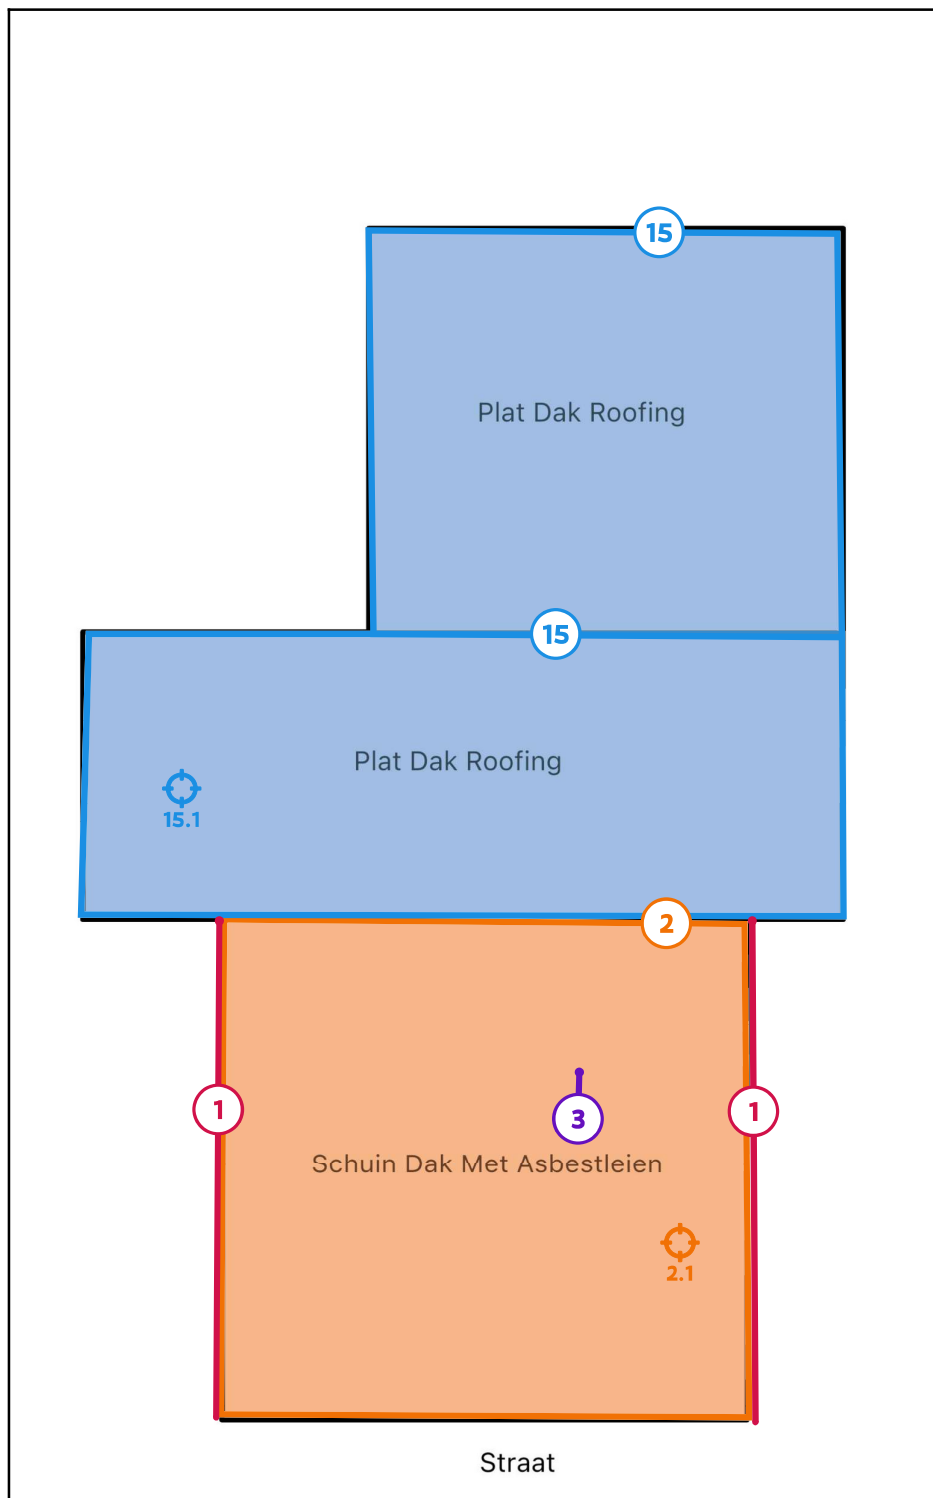 15
Plat Dak Roofing
15
Plat Dak Roofing
15.1
2
1
3
1
Schuin Dak Met Asbestleien
2.1
Straat